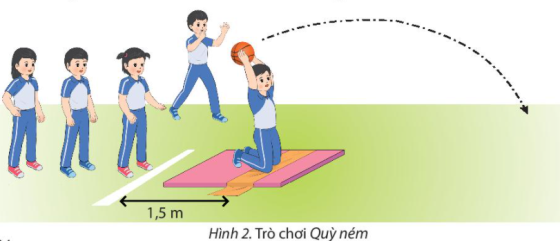 1,5 m
Hình 2. Trò chơi Quỳ ném